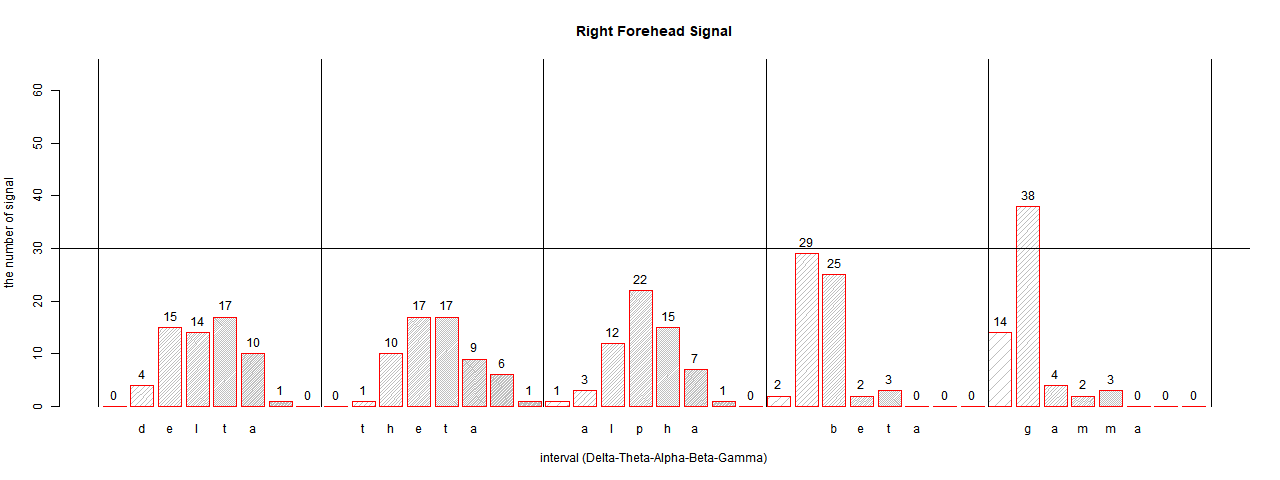 Right Forehead Signal
the number of signal
60
50
40
30
20
10
0
0 4 15 14 17 10 1 0
0 1 10 17 17 9 6 1
1 3 12 22 15 7 1 0
2 29 25 2 3 0 0 0
14 38 4 2 3 0 0 0
d e l t a t h e t a a l p h a b e t a g a m m a
interval (Delta-Theta-Alpha-Beta-Gamma)